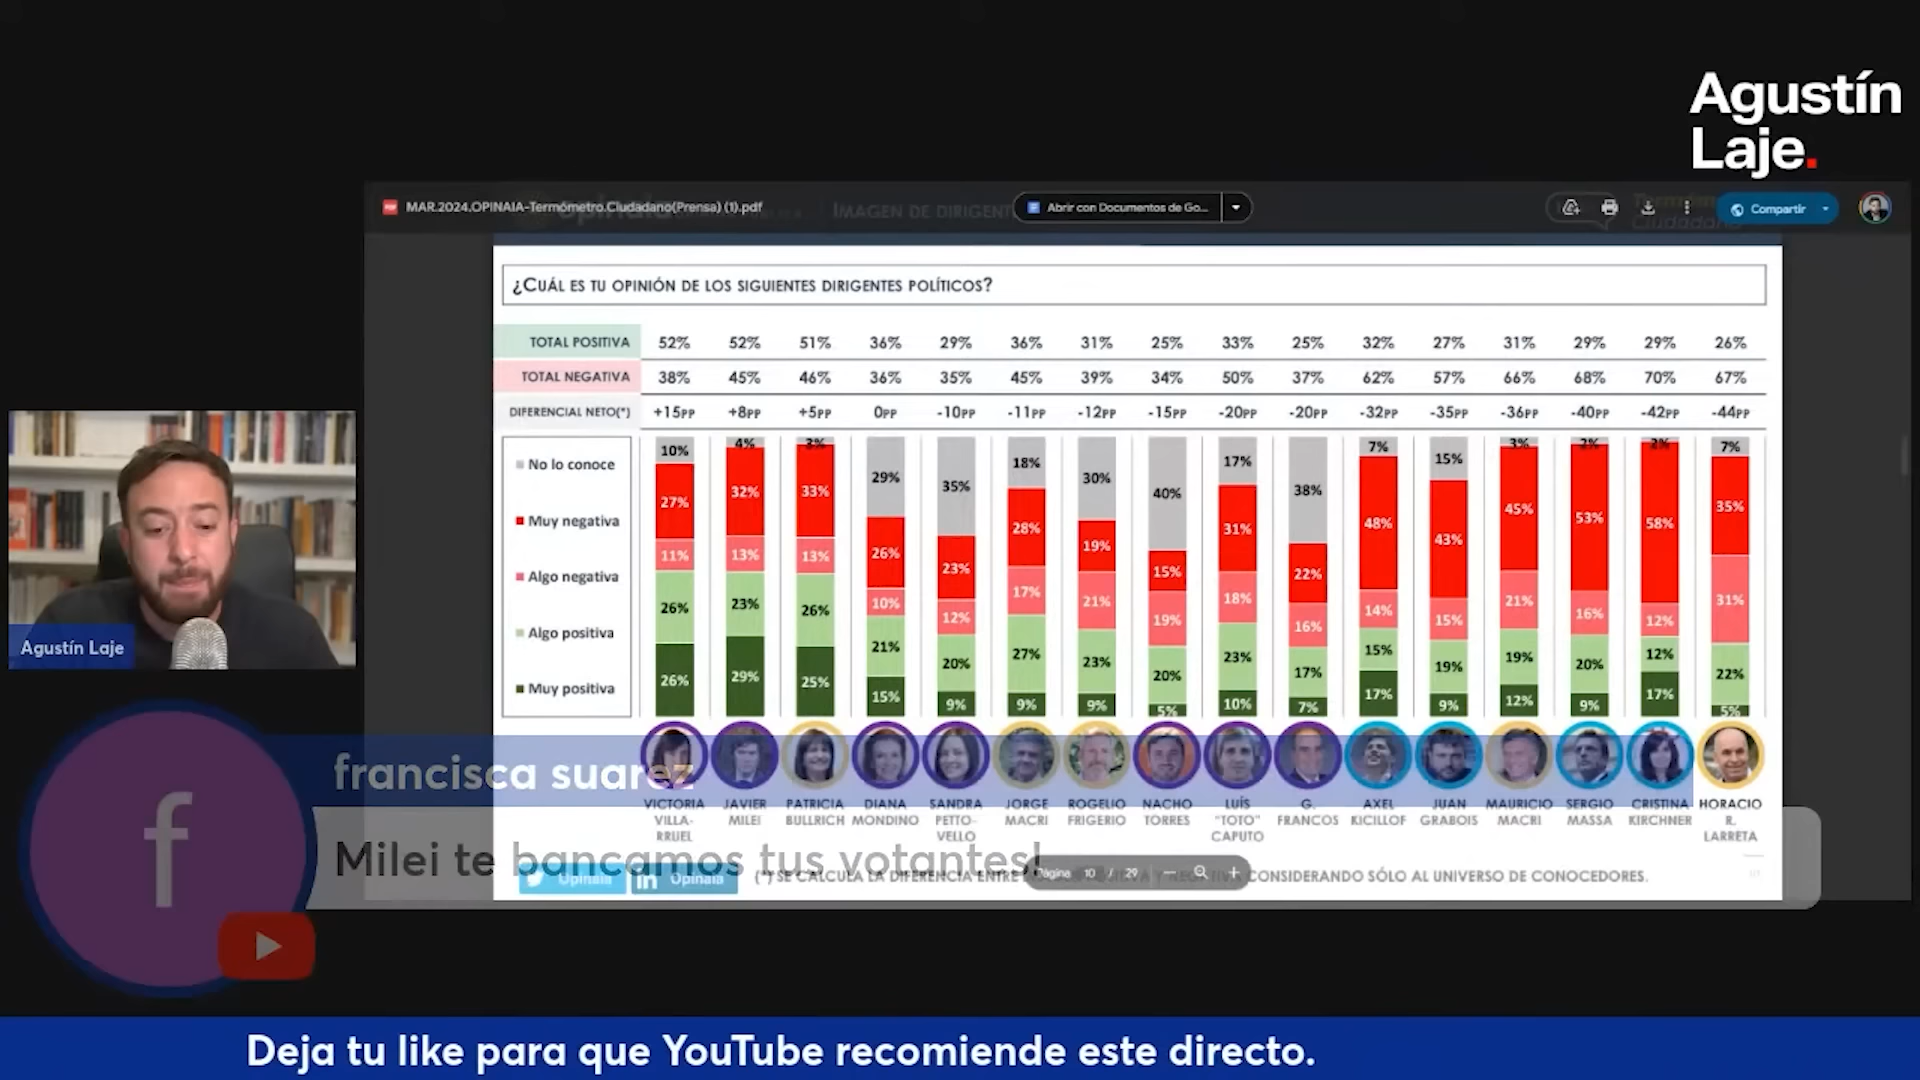 Agustín
Laje.
MAR.2024.OPINAIA-Termómetro.Ciudadano(Prensa) (1).pdf
IMAGEN DE DIRIGENT
Abrir con Documentos de Go...
Compartir
¿CUÁL ES TU OPINIÓN DE LOS SIGUIENTES DIRIGENTES POLÍTICOS?
TOTAL POSITIVA 52% 52% 51% 36% 29% 36% 31% 25% 33% 25% 32% 27% 31% 29% 29% 26%
TOTAL NEGATIVA 38% 45% 46% 36% 35% 45% 39% 34% 50% 37% 62% 57% 66% 68% 70% 67%
DIFERENCIAL NETO(*) +15PP +8PP +5PP 0PP -10PP -11PP -12PP -15PP -20PP -20PP -32PP -35PP -36PP -40PP -42PP -44PP
No lo conoce 10% 4% 3% 29% 35% 18% 30% 40% 17% 38% 7% 15% 3% 2% 2% 7%
Muy negativa 27% 32% 33% 26% 23% 28% 19% 15% 31% 22% 48% 43% 45% 53% 58% 35%
Algo negativa 11% 13% 13% 10% 12% 17% 21% 19% 18% 16% 14% 15% 21% 16% 12% 31%
Algo positiva 26% 23% 26% 21% 20% 27% 23% 20% 23% 17% 15% 19% 19% 20% 12% 22%
Muy positiva 26% 29% 25% 15% 9% 9% 9% 5% 10% 7% 17% 9% 12% 9% 17% 5%
VICTORIA VILLA-RRUEL
JAVIER MILEI
PATRICIA BULLRICH
DIANA MONDINO
SANDRA PETTO-VELLO
JORGE MACRI
ROGELIO FRIGERIO
NACHO TORRES
LUÍS "TOTO" CAPUTO
G. FRANCOS
AXEL KICILLOF
JUAN GRABOIS
MAURICIO MACRI
SERGIO MASSA
CRISTINA KIRCHNER
HORACIO R. LARRETA
Agustín Laje
f
francisca suarez
Milei te bancamos tus votantes!
Opinaia
in Opinaia
(*) SE CALCULA LA DIFERENCIA ENTRE
Página 10 / 29
CONSIDERANDO SÓLO AL UNIVERSO DE CONOCEDORES.
Deja tu like para que YouTube recomiende este directo.